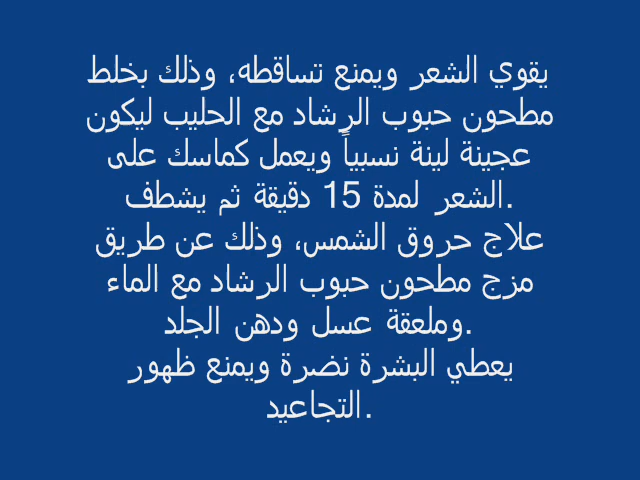 يقوي الشعر ويمنع تساقطه، وذلك بخلط
مطحون حبوب الرشاد مع الحليب ليكون
عجينة لينة نسبياً ويعمل كماسك على
الشعر لمدة 15 دقيقة ثم يشطف.
علاج حروق الشمس، وذلك عن طريق
مزج مطحون حبوب الرشاد مع الماء
وملعقة عسل ودهن الجلد.
يعطي البشرة نضرة ويمنع ظهور
التجاعيد.